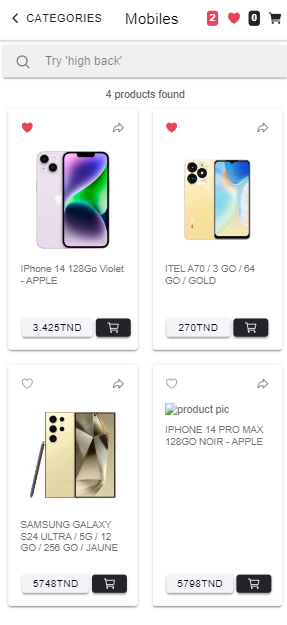 CATEGORIES Mobiles 2 0
Try 'high back'
4 products found
IPhone 14 128Go Violet
- APPLE
3.425TND
ITEL A70 / 3 GO / 64
GO / GOLD
270TND
SAMSUNG GALAXY
S24 ULTRA / 5G / 12
GO / 256 GO / JAUNE
5748TND
product pic
IPHONE 14 PRO MAX
128GO NOIR - APPLE
5798TND